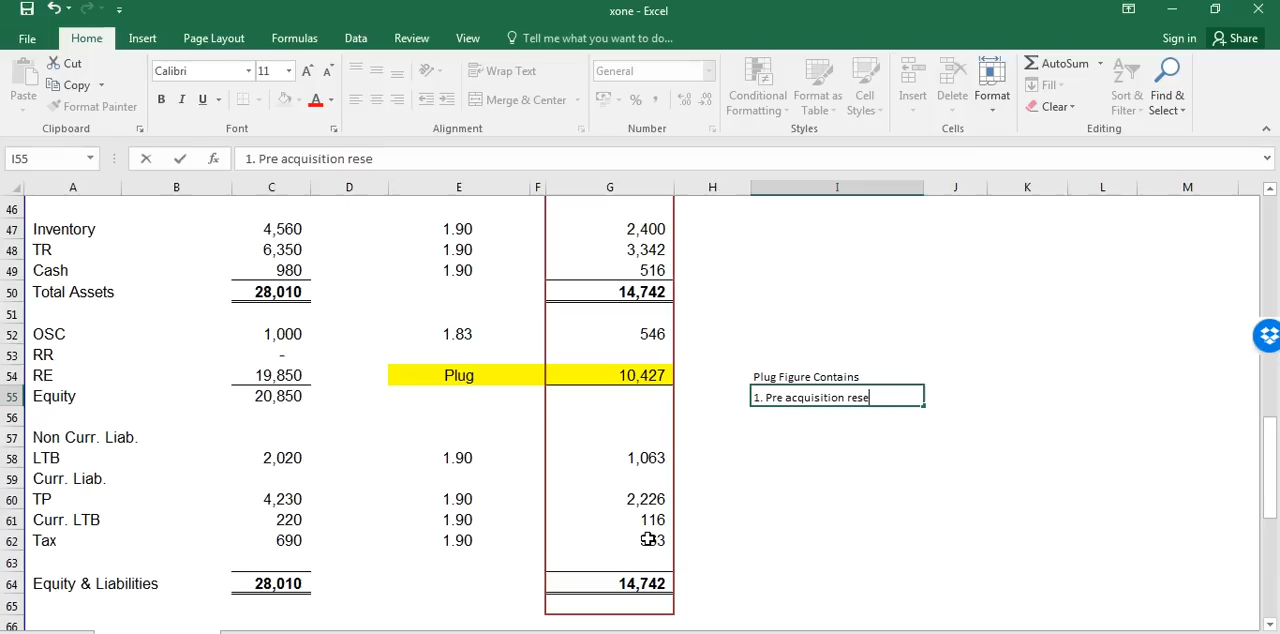 xone - Excel
File Home Insert Page Layout Formulas Data Review View Tell me what you want to do... Sign in Share
Paste Cut Copy Format Painter Clipboard
Calibri 11 A A B I U A Font
Wrap Text Merge & Center Alignment
General % , Number
Conditional Formatting Format as Table Cell Styles Styles
Insert Delete Format Cells
AutoSum Fill Clear Sort & Filter Find & Select Editing
I55 fx 1. Pre acquisition rese
A B C D E F G H I J K L M
46
47 Inventory 4,560 1.90 2,400
48 TR 6,350 1.90 3,342
49 Cash 980 1.90 516
50 Total Assets 28,010 14,742
51
52 OSC 1,000 1.83 546
53 RR -
54 RE 19,850 Plug 10,427 Plug Figure Contains
55 Equity 20,850 1. Pre acquisition rese
56
57 Non Curr. Liab.
58 LTB 2,020 1.90 1,063
59 Curr. Liab.
60 TP 4,230 1.90 2,226
61 Curr. LTB 220 1.90 116
62 Tax 690 1.90
63
64 Equity & Liabilities 28,010 14,742
65
66